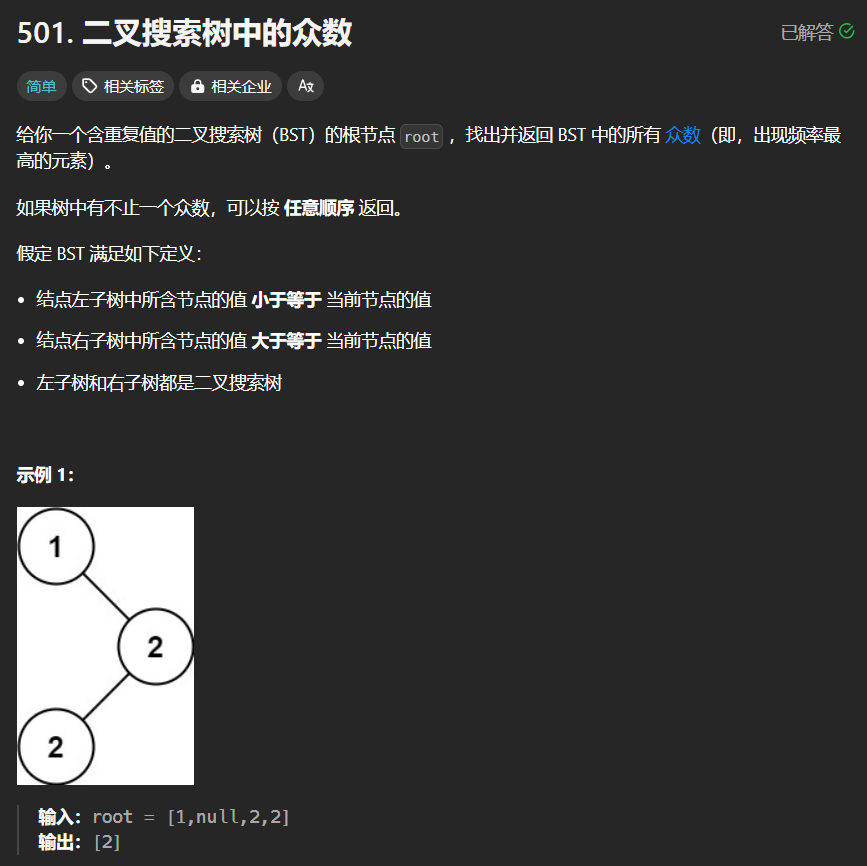 501. 二叉搜索树中的众数
已解答
简单 相关标签 相关企业 Ax
给你一个含重复值的二叉搜索树（BST）的根节点 root ，找出并返回 BST 中的所有 众数（即，出现频率最
高的元素）。
如果树中有不止一个众数，可以按 任意顺序 返回。
假定 BST 满足如下定义：
• 结点左子树中所含节点的值 小于等于 当前节点的值
• 结点右子树中所含节点的值 大于等于 当前节点的值
• 左子树和右子树都是二叉搜索树
示例 1：
1
2
2
输入：root = [1,null,2,2]
输出：[2]